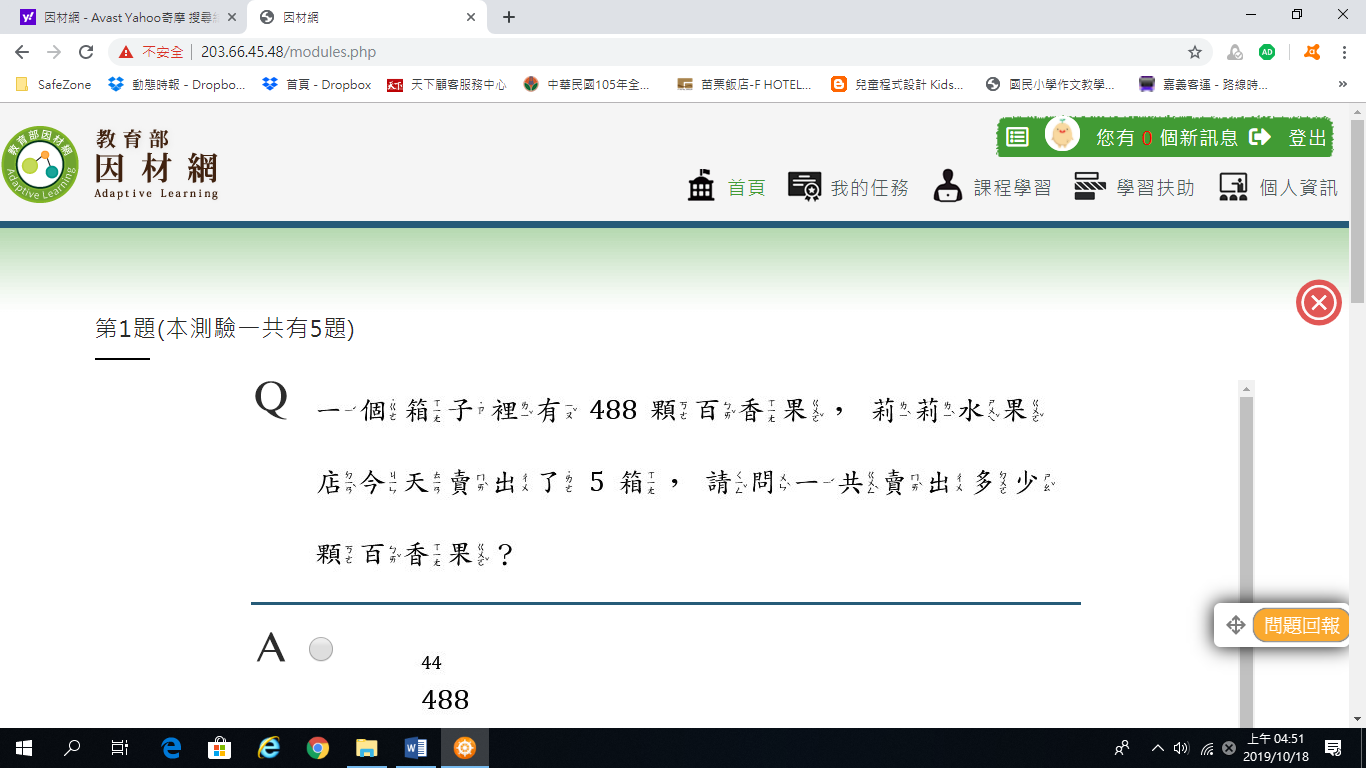 因材網 - Avast Yahoo奇摩 搜尋
因材網
不安全 | 203.66.45.48/modules.php
SafeZone
動態時報 - Dropbo...
首頁 - Dropbox
天下顧客服務中心
中華民國105年全...
苗栗飯店-F HOTEL...
兒童程式設計 Kids...
國民小學作文教學...
嘉義客運 - 路線時...
»
教育部因材網
Adaptive Learning
教育部
因材網
Adaptive Learning
您有 0 個新訊息
登出
首頁
我的任務
課程學習
學習扶助
個人資訊
第1題(本測驗一共有5題)
Q
一個箱子裡有 488 顆百香果，莉莉水果
店今天賣出了 5 箱，請問一共賣出多少
顆百香果？
問題回報
A
44
488
上午 04:51
2019/10/18